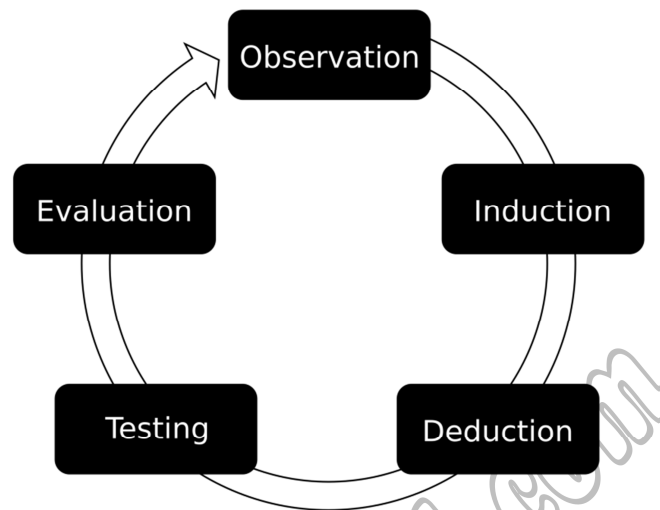 Observation
Induction
Deduction
Testing
Evaluation